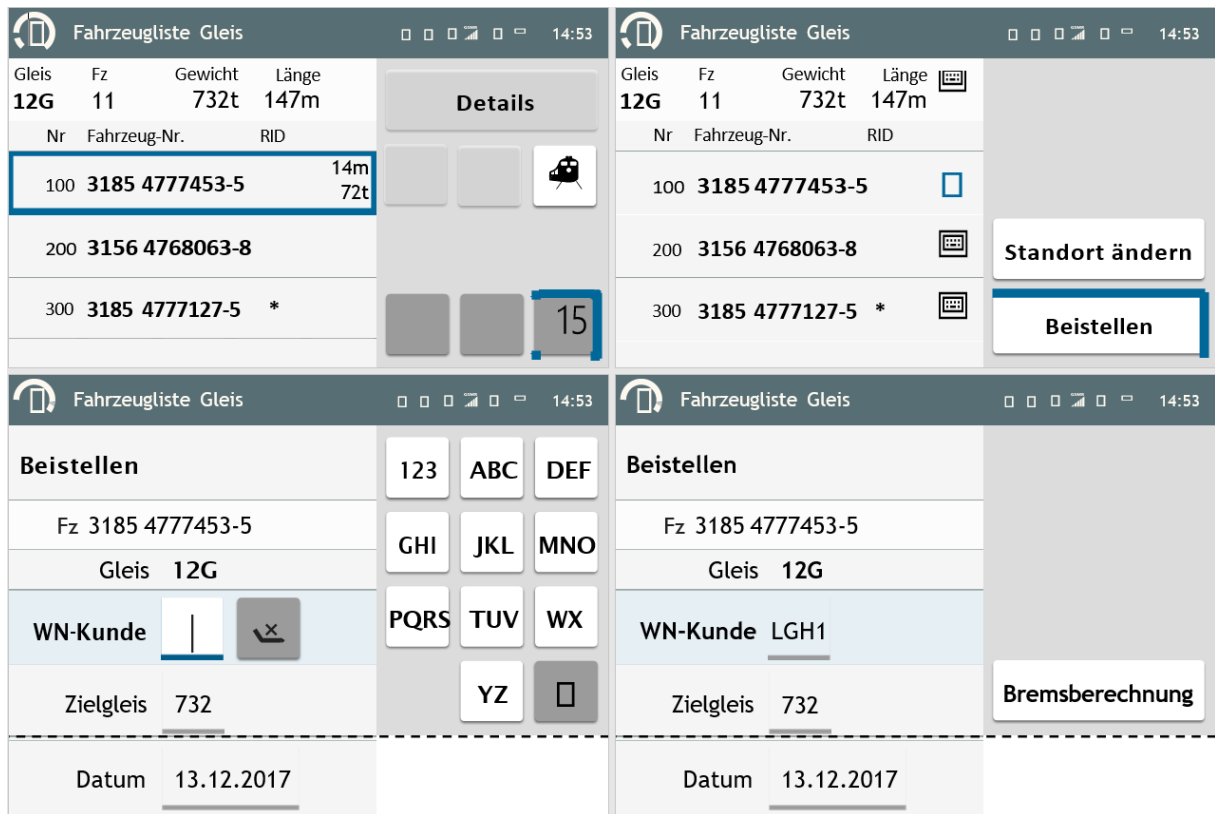 Fahrzeugliste Gleis 14:53
Gleis Fz Gewicht Länge
12G 11 732t 147m
Nr Fahrzeug-Nr. RID
100 3185 4777453-5 14m 72t
200 3156 4768063-8
300 3185 4777127-5 *
Details
15
Fahrzeugliste Gleis 14:53
Gleis Fz Gewicht Länge
12G 11 732t 147m
Nr Fahrzeug-Nr. RID
100 3185 4777453-5
200 3156 4768063-8
300 3185 4777127-5 *
Standort ändern
Beistellen
Fahrzeugliste Gleis 14:53
Beistellen
Fz 3185 4777453-5
Gleis 12G
WN-Kunde
Zielgleis 732
Datum 13.12.2017
123 ABC DEF
GHI JKL MNO
PQRS TUV WX
YZ
Fahrzeugliste Gleis 14:53
Beistellen
Fz 3185 4777453-5
Gleis 12G
WN-Kunde LGH1
Zielgleis 732
Datum 13.12.2017
Bremsberechnung